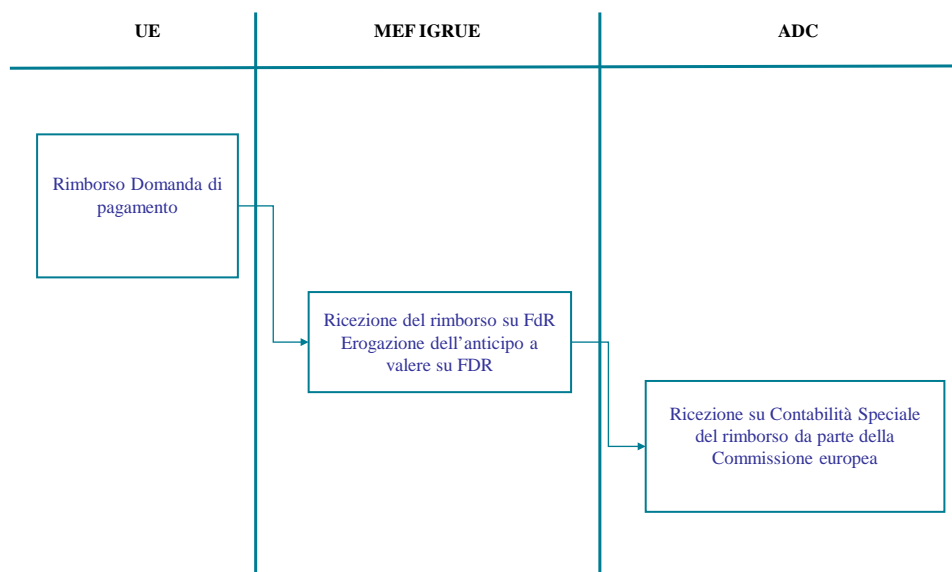 UE
MEF IGRUE
ADC
Rimborso Domanda di
pagamento
Ricezione del rimborso su FdR
Erogazione dell’anticipo a
valere su FDR
Ricezione su Contabilità Speciale
del rimborso da parte della
Commissione europea